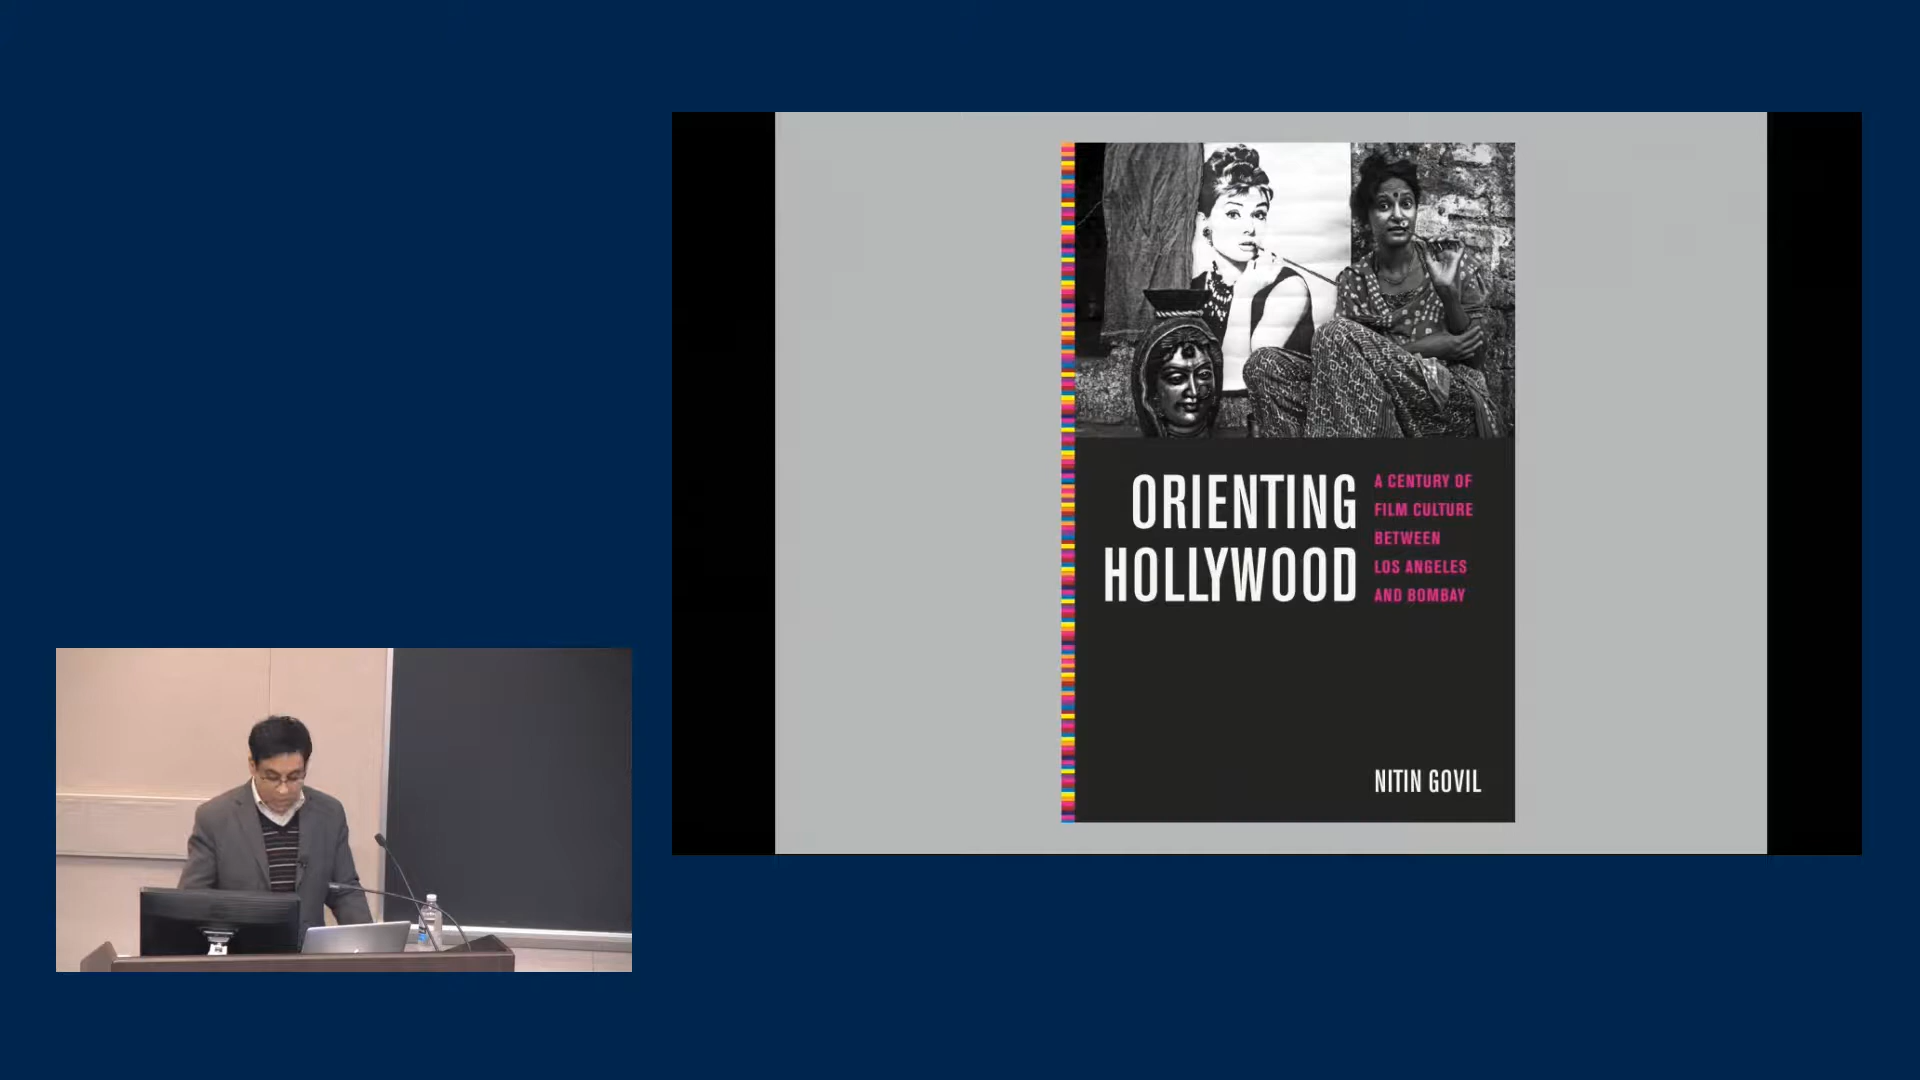 ORIENTING
HOLLYWOOD
A CENTURY OF
FILM CULTURE
BETWEEN
LOS ANGELES
AND BOMBAY
NITIN GOVIL